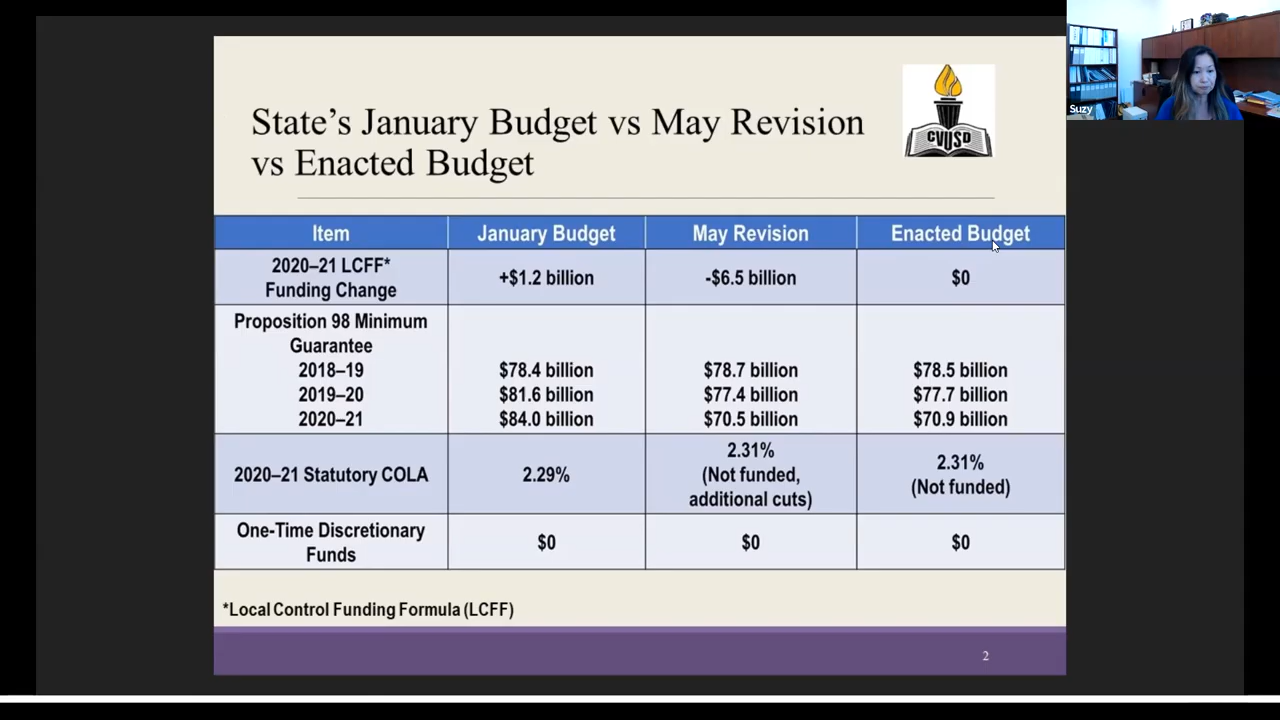 State's January Budget vs May Revision
vs Enacted Budget
CVUSD
Suzy
Item January Budget May Revision Enacted Budget
2020–21 LCFF*
Funding Change
+$1.2 billion -$6.5 billion $0
Proposition 98 Minimum
Guarantee
2018–19 $78.4 billion $78.7 billion $78.5 billion
2019–20 $81.6 billion $77.4 billion $77.7 billion
2020–21 $84.0 billion $70.5 billion $70.9 billion
2020–21 Statutory COLA
2.29%
2.31%
(Not funded,
additional cuts)
2.31%
(Not funded)
One-Time Discretionary
Funds
$0 $0 $0
*Local Control Funding Formula (LCFF)
2